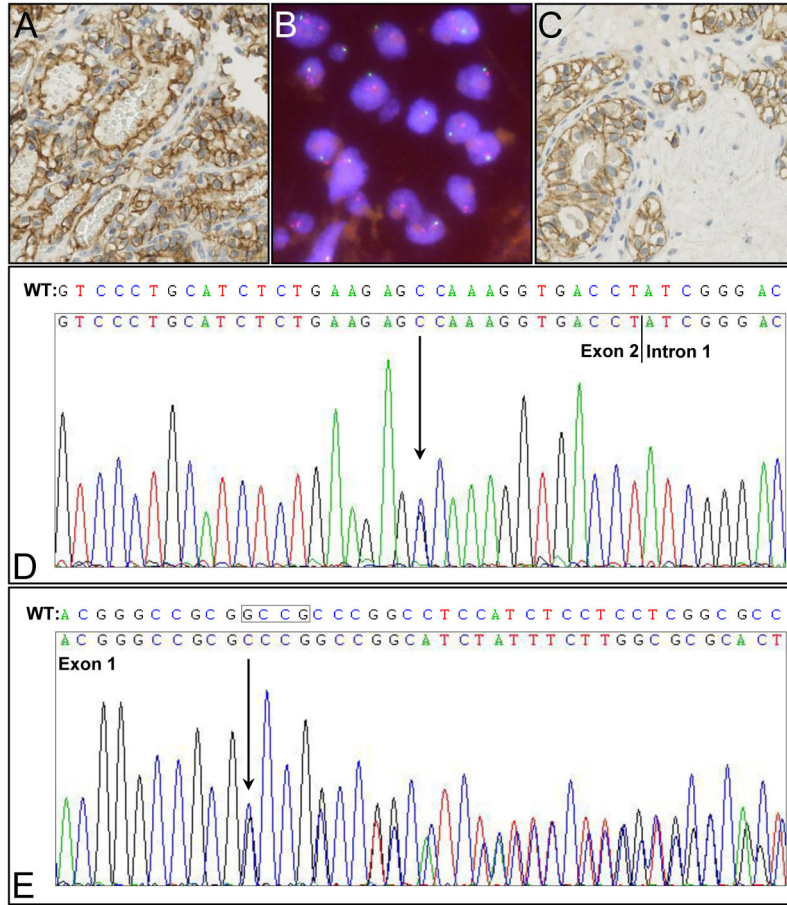 A B C
WT:G T C C C T G C A T C T C T G A A G A G C C A A A G G T G A C C T A T C G G G A C
G T C C C T G C A T C T C T G A A G A G C C A A A G G T G A C C T A T C G G G A C
Exon 2 Intron 1
D
WT:A C G G G C C G C G G C C G C C C G G C C T C C A T C T C C T C C T C G G C G C C
A C G G G C C G C G C C C G G C C G G C A T C T A T T T C T T G G C G C G C A C T
Exon 1
E